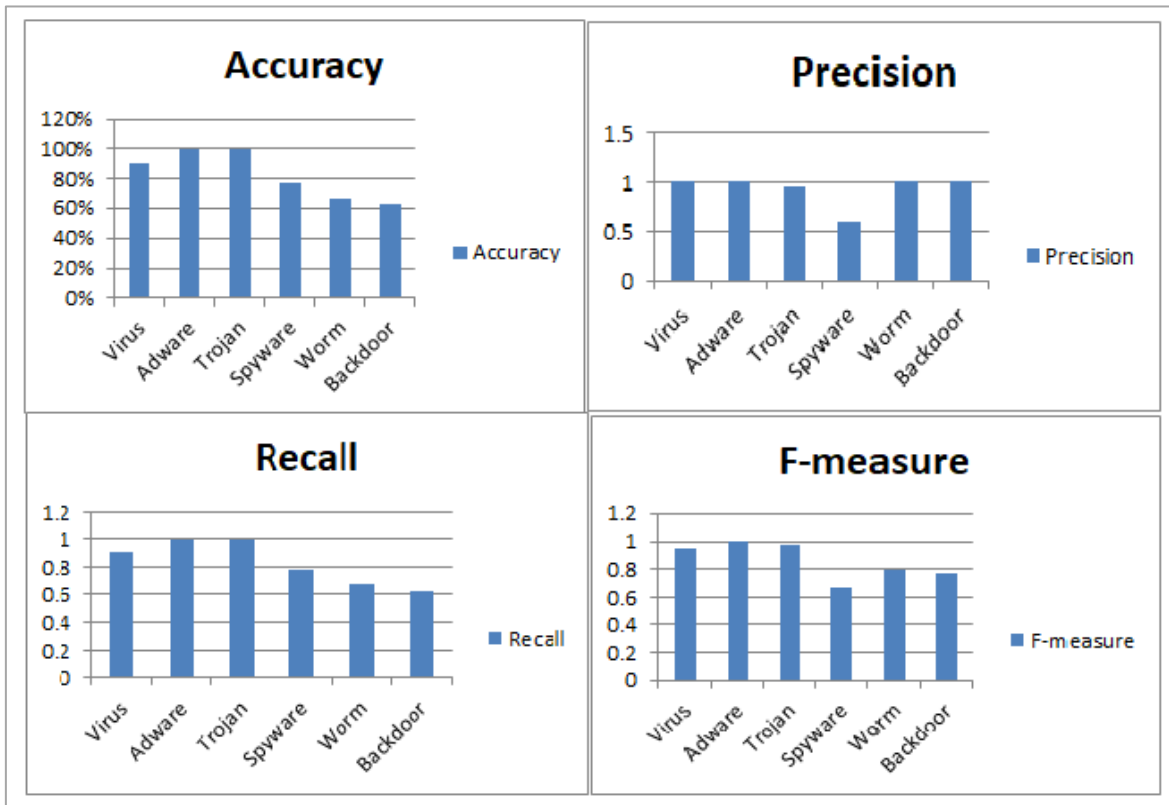 Accuracy
120%
100%
80%
60%
40%
20%
0%
Virus
Adware
Trojan
Spyware
Worm
Backdoor
Accuracy
Precision
1.5
1
0.5
0
Virus
Adware
Trojan
Spyware
Worm
Backdoor
Precision
Recall
1.2
1
0.8
0.6
0.4
0.2
0
Virus
Adware
Trojan
Spyware
Worm
Backdoor
Recall
F-measure
1.2
1
0.8
0.6
0.4
0.2
0
Virus
Adware
Trojan
Spyware
Worm
Backdoor
F-measure